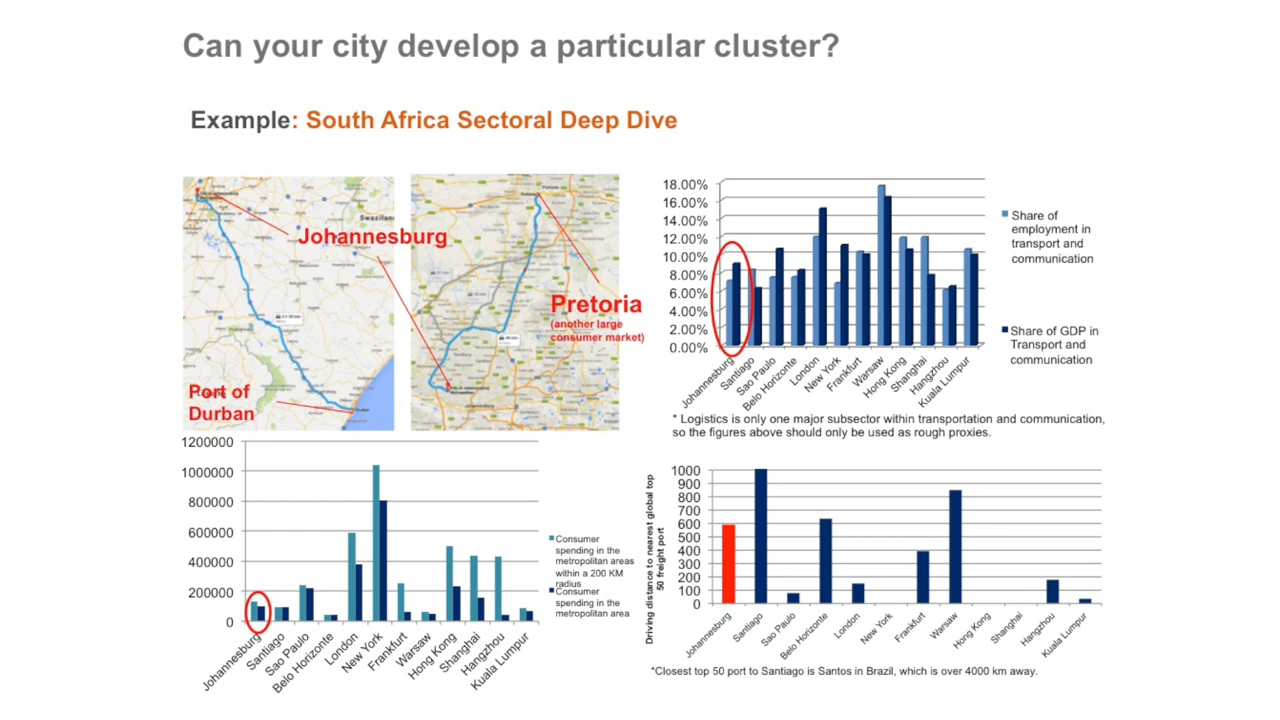 Can your city develop a particular cluster?
Example: South Africa Sectoral Deep Dive
Swaziland
Johannesburg
Pretoria
(another large
consumer market)
Port of
Durban
18.00%
16.00%
14.00%
12.00%
10.00%
8.00%
6.00%
4.00%
2.00%
0.00%
Johannesburg
Santiago
Sao Paulo
Belo Horizonte
London
New York
Frankfurt
Warsaw
Hong Kong
Shanghai
Hangzhou
Kuala Lumpur
Share of
employment in
transport and
communication
Share of GDP in
Transport and
communication
* Logistics is only one major subsector within transportation and communication,
so the figures above should only be used as rough proxies.
1200000
1000000
800000
600000
400000
200000
0
Johannesburg
Santiago
Sao Paulo
Belo Horizonte
London
New York
Frankfurt
Warsaw
Hong Kong
Shanghai
Hangzhou
Kuala Lumpur
Consumer
spending in the
metropolitan areas
within a 200 KM
radius
Consumer
spending in the
metropolitan area
Driving distance to nearest global top
50 freight port
1000
900
800
700
600
500
400
300
200
100
0
Johannesburg
Santiago
Sao Paulo
Belo Horizonte
London
New York
Frankfurt
Warsaw
Hong Kong
Shanghai
Hangzhou
Kuala Lumpur
*Closest top 50 port to Santiago is Santos in Brazil, which is over 4000 km away.